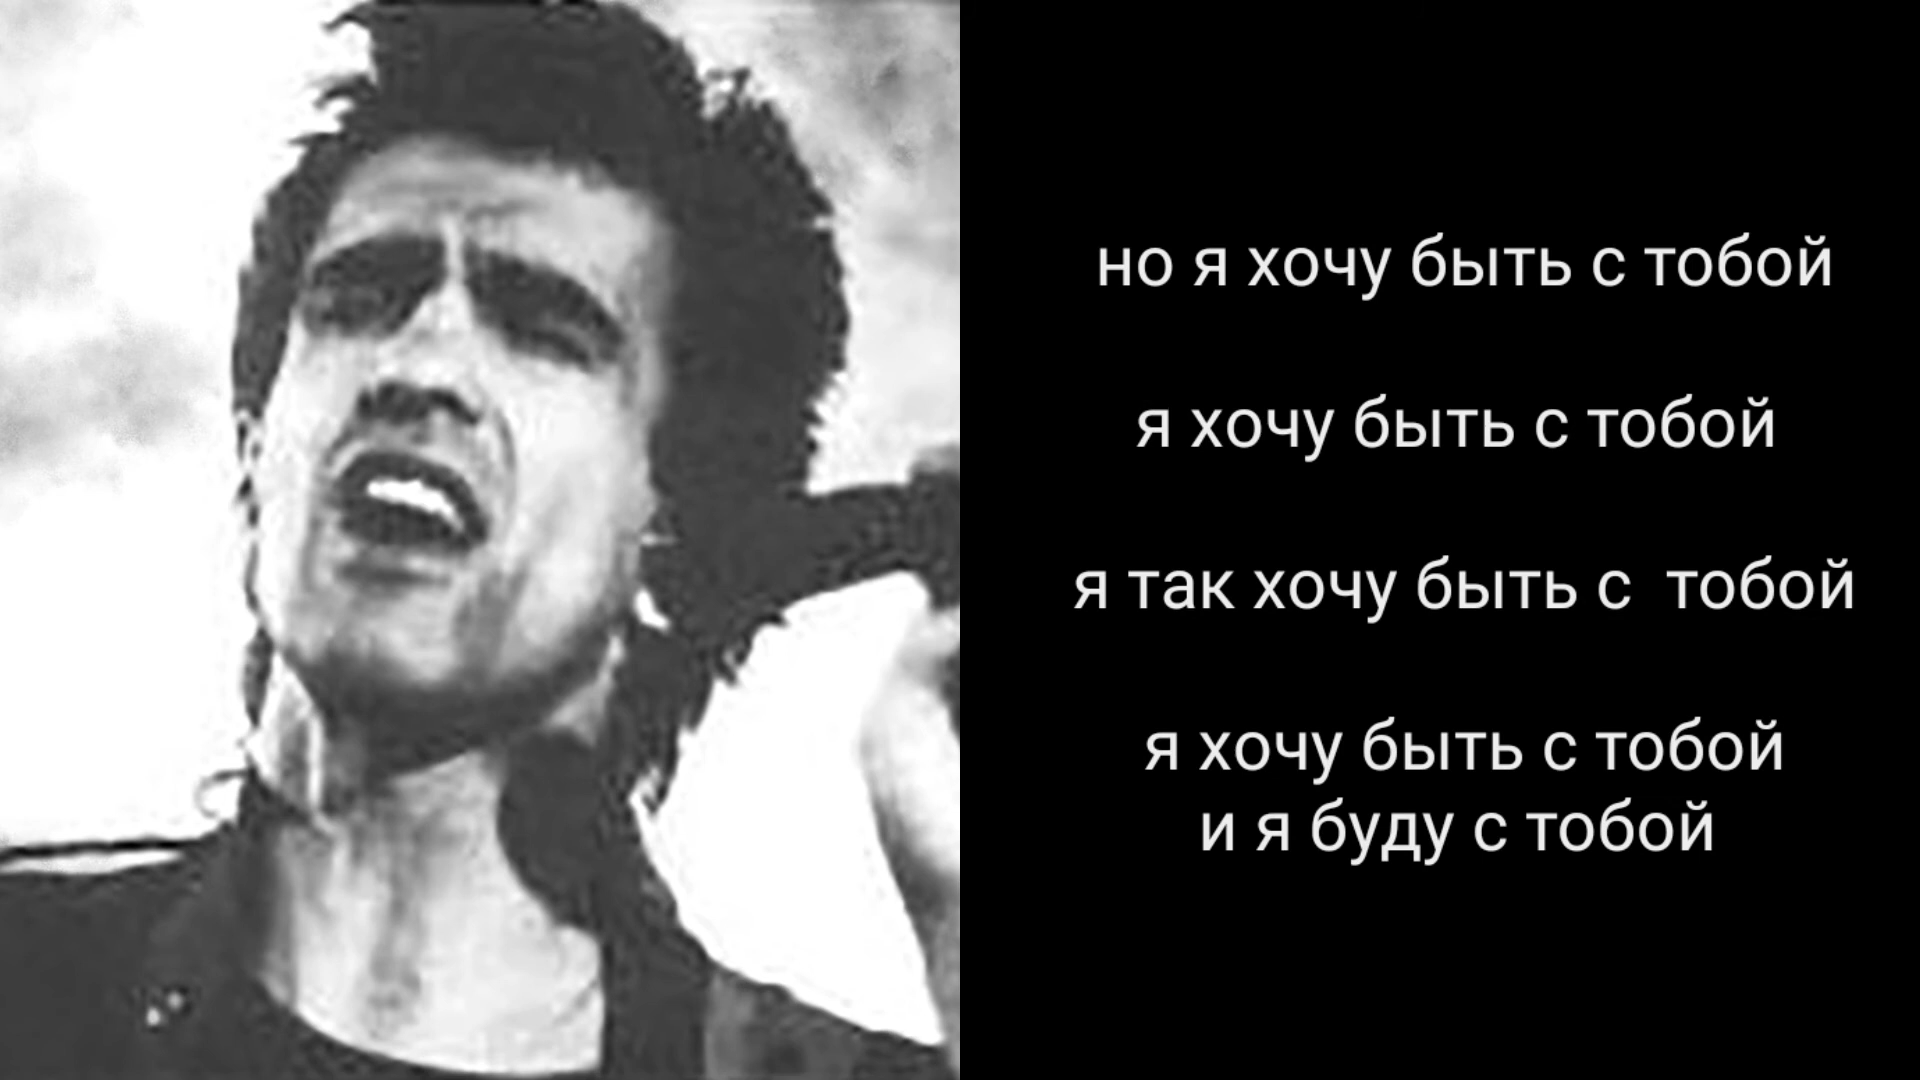 но я хочу быть с тобой
я хочу быть с тобой
я так хочу быть с  тобой
я хочу быть с тобой
и я буду с тобой